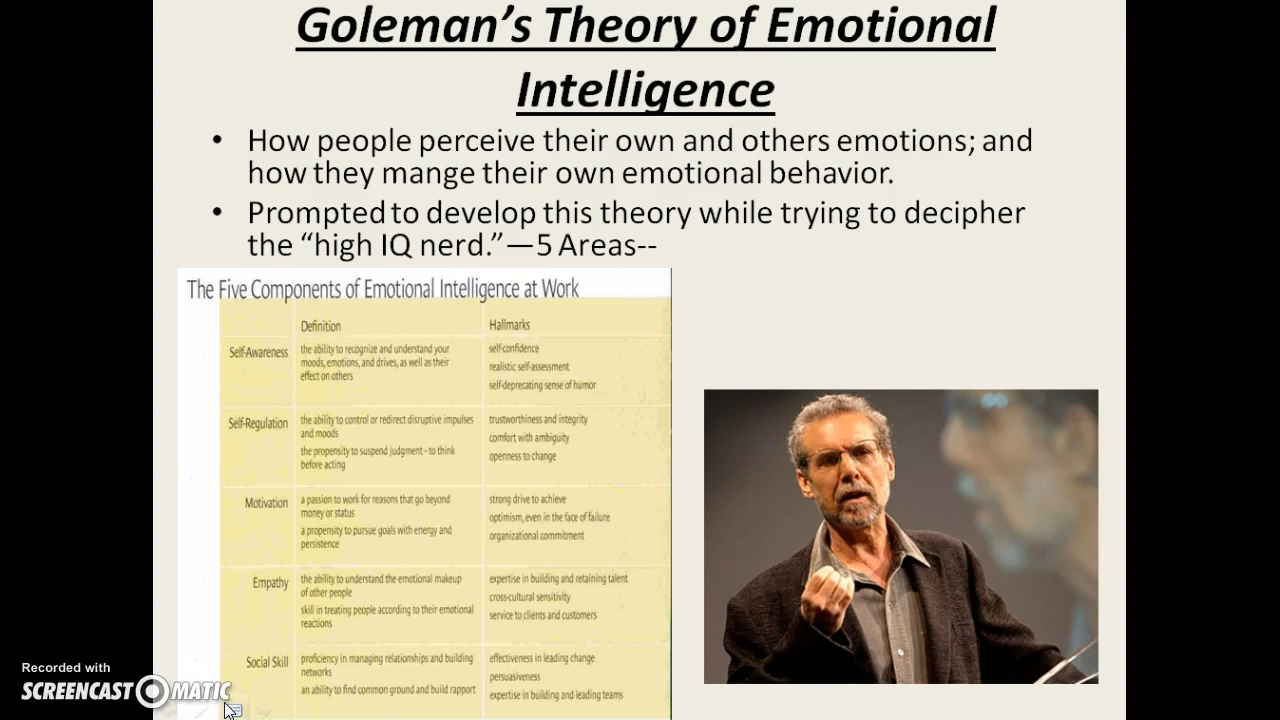 Goleman's Theory of Emotional
Intelligence
• How people perceive their own and others emotions; and
how they mange their own emotional behavior.
• Prompted to develop this theory while trying to decipher
the "high IQ nerd."—5 Areas--
The Five Components of Emotional Intelligence at Work
Definition Hallmarks
Self-Awareness
the ability to recognize and understand your
moods, emotions, and drives, as well as their
effect on others
self-confidence
realistic self-assessment
self-deprecating sense of humor
Self-Regulation
the ability to control or redirect disruptive impulses
and moods
the propensity to suspend judgment–to think
before acting
trustworthiness and integrity
comfort with ambiguity
openness to change
Motivation
a passion to work for reasons that go beyond
money or status
a propensity to pursue goals with energy and
persistence
strong drive to achieve
optimism, even in the face of failure
organizational commitment
Empathy
the ability to understand the emotional makeup
of other people
skill in treating people according to their emotional
reactions
expertise in building and retaining talent
cross-cultural sensitivity
service to clients and customers
Social Skill
proficiency in managing relationships and building
networks
an ability to find common ground and build rapport
effectiveness in leading change
persuasiveness
expertise in building and leading teams
Recorded with
SCREENCAST MATIC